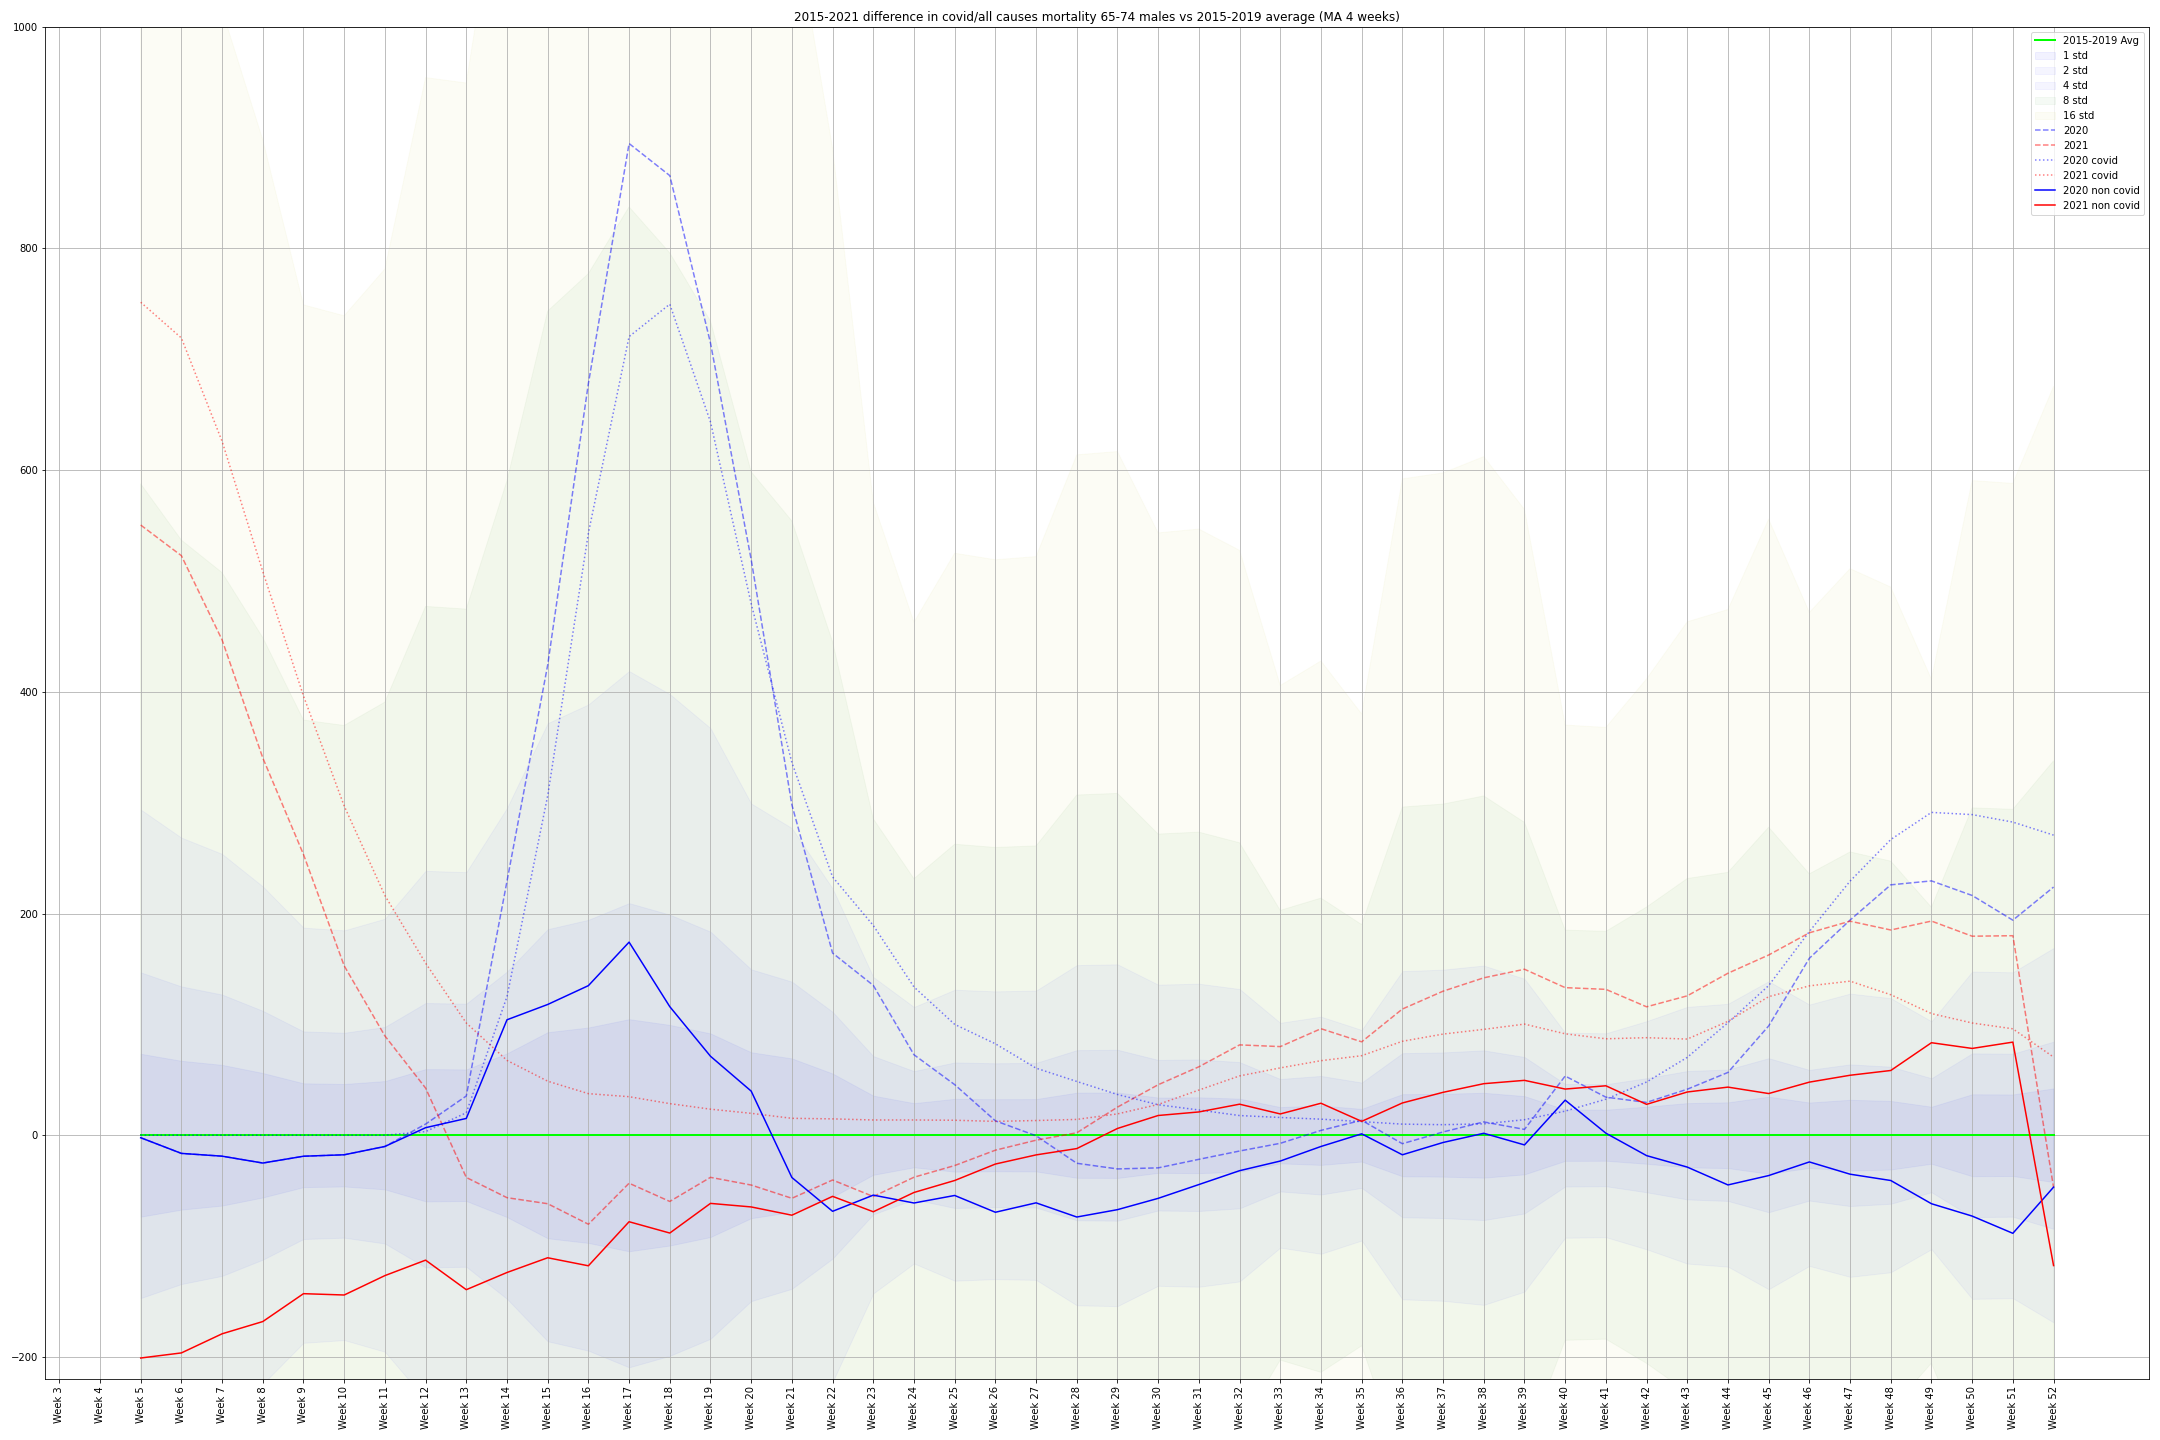 2015-2021 difference in covid/all causes mortality 65-74 males vs 2015-2019 average (MA 4 weeks)
1000
800
600
400
200
0
−200
2015-2019 Avg
1 std
2 std
4 std
8 std
16 std
2020
2021
2020 covid
2021 covid
2020 non covid
2021 non covid
Week 3
Week 4
Week 5
Week 6
Week 7
Week 8
Week 9
Week 10
Week 11
Week 12
Week 13
Week 14
Week 15
Week 16
Week 17
Week 18
Week 19
Week 20
Week 21
Week 22
Week 23
Week 24
Week 25
Week 26
Week 27
Week 28
Week 29
Week 30
Week 31
Week 32
Week 33
Week 34
Week 35
Week 36
Week 37
Week 38
Week 39
Week 40
Week 41
Week 42
Week 43
Week 44
Week 45
Week 46
Week 47
Week 48
Week 49
Week 50
Week 51
Week 52